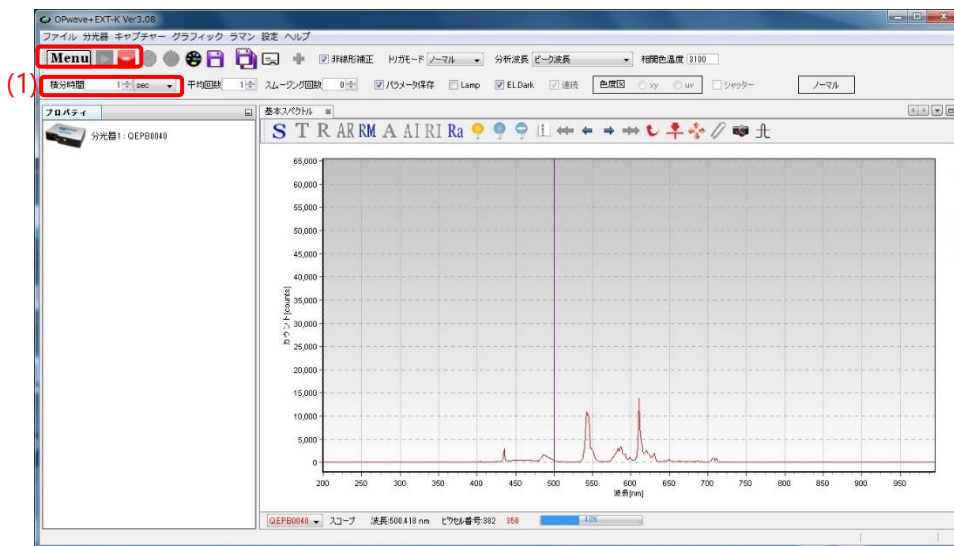 OPwave+EXT-K Ver3.08
ファイル 分光器 キャプチャー グラフィック ラマン 設定 ヘルプ
Menu 非線形補正 トリガモード ノーマル 分析波長 ピーク波長 相関色温度 3100
(1) 積分時間 1 sec 平均回数 1 スムージング回数 0 パラメータ保存 Lamp ELDark 連続 色度図 xy uv シャッター ノーマル
プロパティ 基本スペクトル
分光器1：QEPB0040
S T R AR RM A AI RI Ra
65,000
60,000
55,000
50,000
45,000
40,000
35,000
30,000
25,000
20,000
15,000
10,000
5,000
0
カウント[counts]
200 250 300 350 400 450 500 550 600 650 700 750 800 850 900 950
波長[nm]
QEPB0040 スコープ 波長:500.418 nm ピクセル番号:382 358 40%